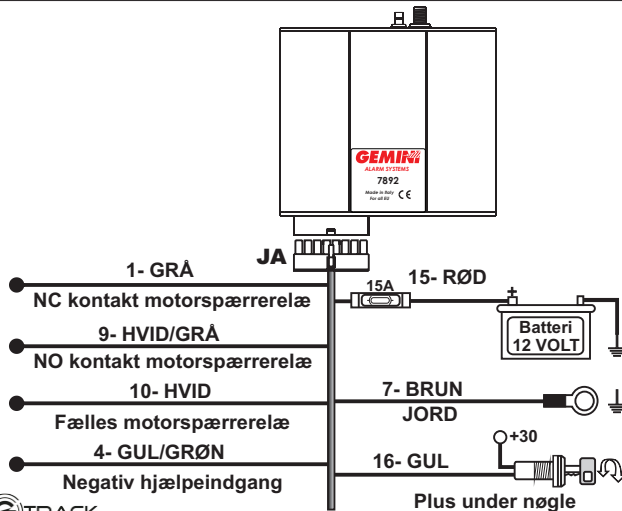 GEMINI
ALARM SYSTEMS
7892
Made in Italy
For all EU
CE
JA
1- GRÅ
NC kontakt motorspærrerelæ
9- HVID/GRÅ
NO kontakt motorspærrerelæ
10- HVID
Fælles motorspærrerelæ
4- GUL/GRØN
Negativ hjælpeindgang
15A
15- RØD
+
Batteri
12 VOLT
7- BRUN
JORD
+30
16- GUL
Plus under nøgle
TRACK